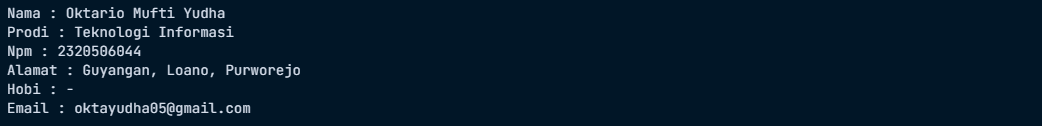 Nama : Oktario Mufti Yudha
Prodi : Teknologi Informasi
Npm : 2320506044
Alamat : Guyangan, Loano, Purworejo
Hobi : -
Email : oktayudha05@gmail.com